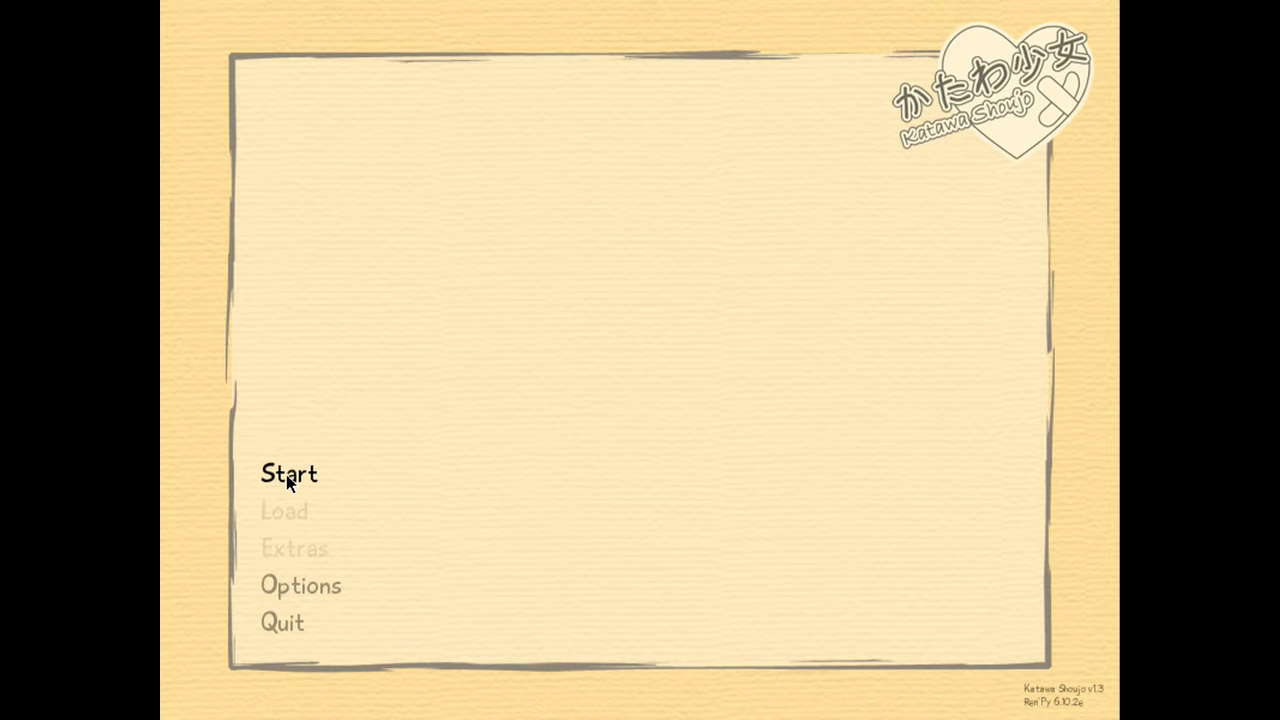 かたわ少女
Katawa Shoujo
Start
Load
Extras
Options
Quit
Katawa Shoujo v1.3
Ren'Py 6.10.2e